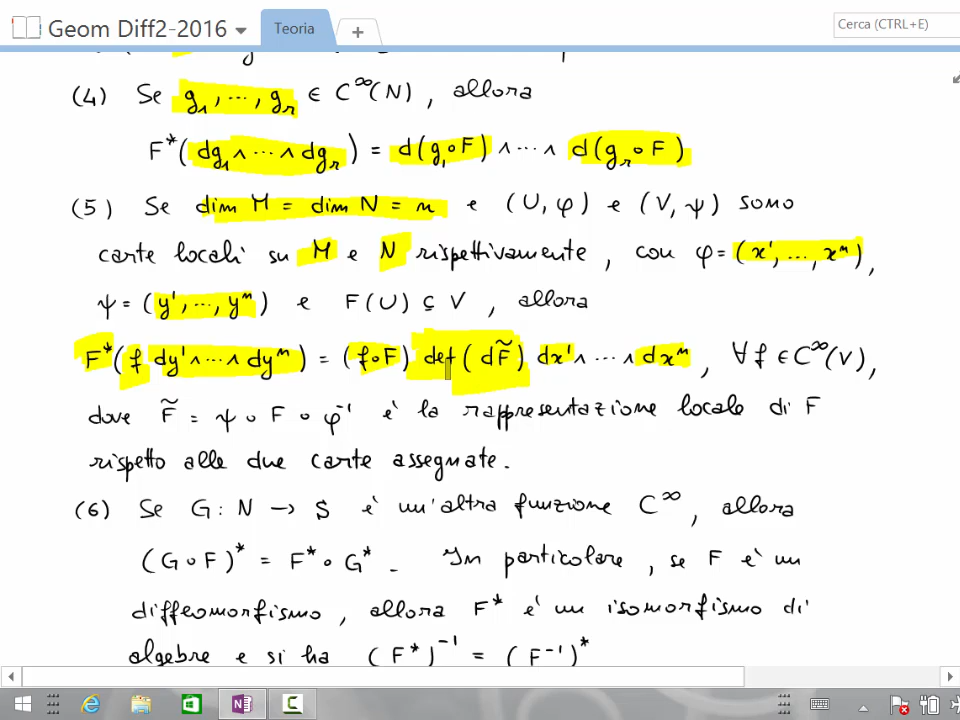 Geom Diff2-2016
Teoria
+
Cerca (CTRL+E)
(4) Se g₁, ..., gᵣ ∈ C^∞(N), allora
F*(dg₁ ∧ ... ∧ dgᵣ) = d(g₁∘F) ∧ ... ∧ d(gᵣ∘F)
(5) Se dim M = dim N = n e (U, φ) e (V, ψ) sono
carte locali su M e N rispettivamente, con φ = (x¹, ..., xⁿ),
ψ = (y¹, ..., yⁿ) e F(U) ⊆ V, allora
F*(f dy¹ ∧ ... ∧ dyⁿ) = (f∘F) det(dF̃) dx¹ ∧ ... ∧ dxⁿ, ∀f ∈ C^∞(V),
dove F̃ = ψ∘F∘φ⁻¹ è la rappresentazione locale di F
rispetto alle due carte assegnate.
(6) Se G: N → S è un'altra funzione C^∞, allora
(G∘F)* = F*∘G*. In particolare, se F è un
diffeomorfismo, allora F* è un isomorfismo di
algebre e si ha (F*)⁻¹ = (F⁻¹)*